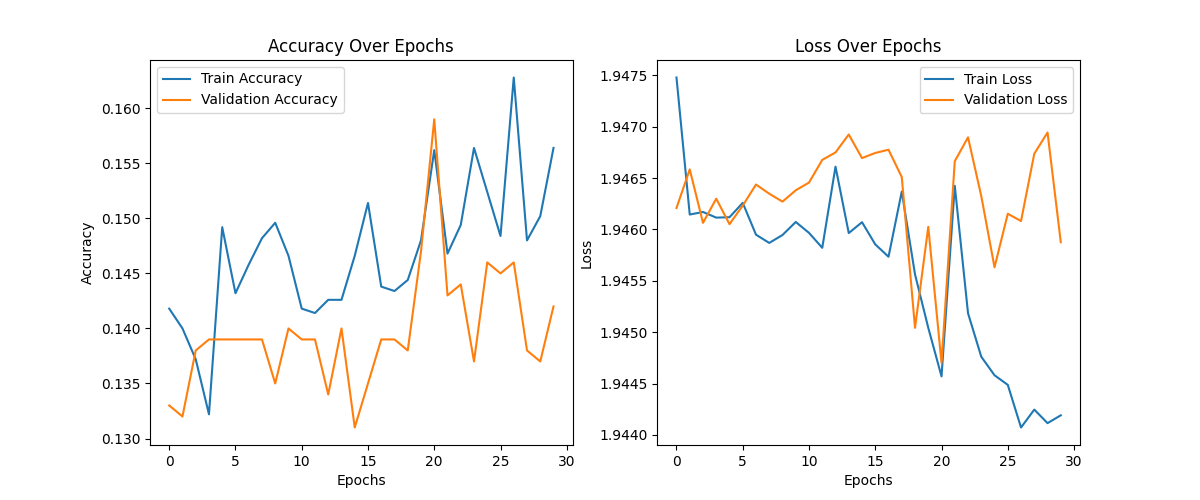 Accuracy Over Epochs
Train Accuracy
Validation Accuracy
0.160
0.155
0.150
0.145
0.140
0.135
0.130
Accuracy
0 5 10 15 20 25 30
Epochs
Loss Over Epochs
Train Loss
Validation Loss
1.9475
1.9470
1.9465
1.9460
1.9455
1.9450
1.9445
1.9440
Loss
0 5 10 15 20 25 30
Epochs